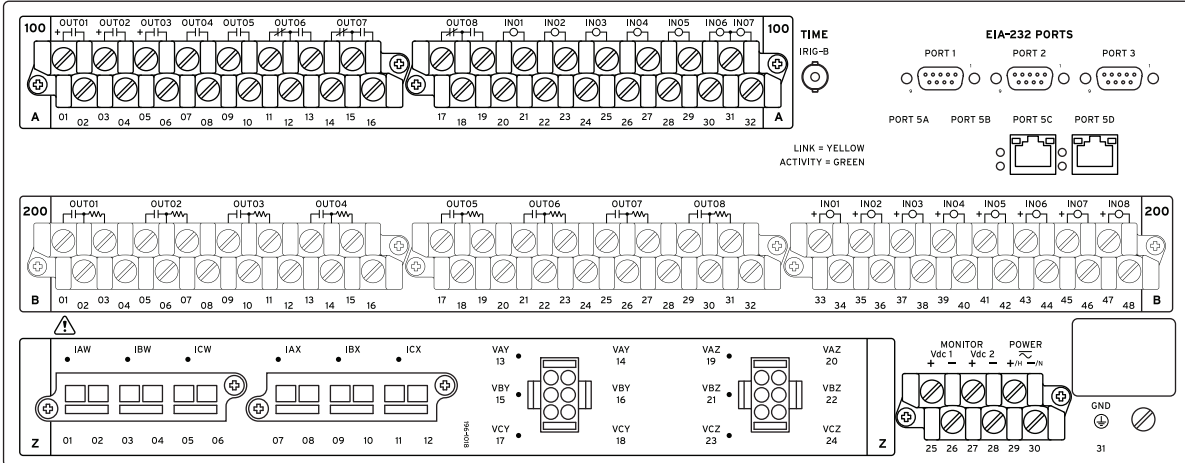 100 OUT01 OUT02 OUT03 OUT04 OUT05 OUT06 OUT07 OUT08 IN01 IN02 IN03 IN04 IN05 IN06 IN07 100
+ + +
A 01 02 03 04 05 06 07 08 09 10 11 12 13 14 15 16 17 18 19 20 21 22 23 24 25 26 27 28 29 30 31 32 A
TIME
IRIG-B
EIA-232 PORTS
PORT 1 PORT 2 PORT 3
1 1 1
9 9 9
PORT 5A PORT 5B PORT 5C PORT 5D
LINK = YELLOW
ACTIVITY = GREEN
200 OUT01 OUT02 OUT03 OUT04 OUT05 OUT06 OUT07 OUT08 IN01 IN02 IN03 IN04 IN05 IN06 IN07 IN08 200
+ + + + + + + +
B 01 02 03 04 05 06 07 08 09 10 11 12 13 14 15 16 17 18 19 20 21 22 23 24 25 26 27 28 29 30 31 32 33 34 35 36 37 38 39 40 41 42 43 44 45 46 47 48 B
IAW IBW ICW IAX IBX ICX
Z 01 02 03 04 05 06 07 08 09 10 11 12
VAY VAY VAZ VAZ
13 14 19 20
VBY VBY VBZ VBZ
15 16 21 22
VCY VCY VCZ VCZ
17 18 23 24
Z
MONITOR POWER
Vdc 1 Vdc 2
+ − + − +/H −/N
25 26 27 28 29 30
GND
31